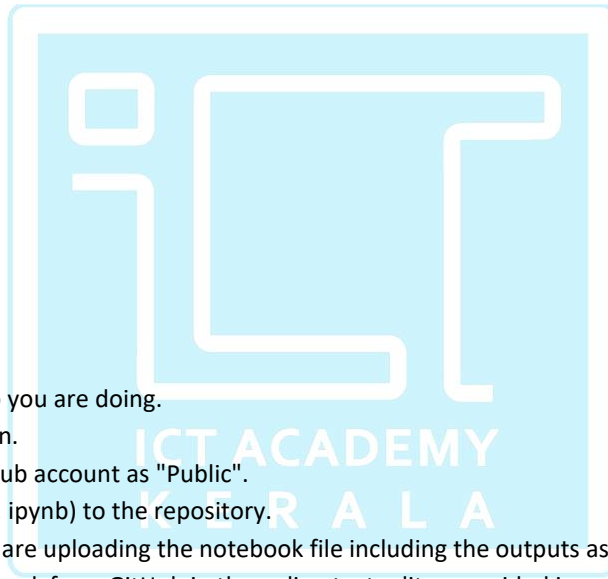 you are doing.
n.
ub account as "Public".
ICT ACADEMY
ipynb) to the repository.
KERALA
are uploading the notebook file including the outputs as